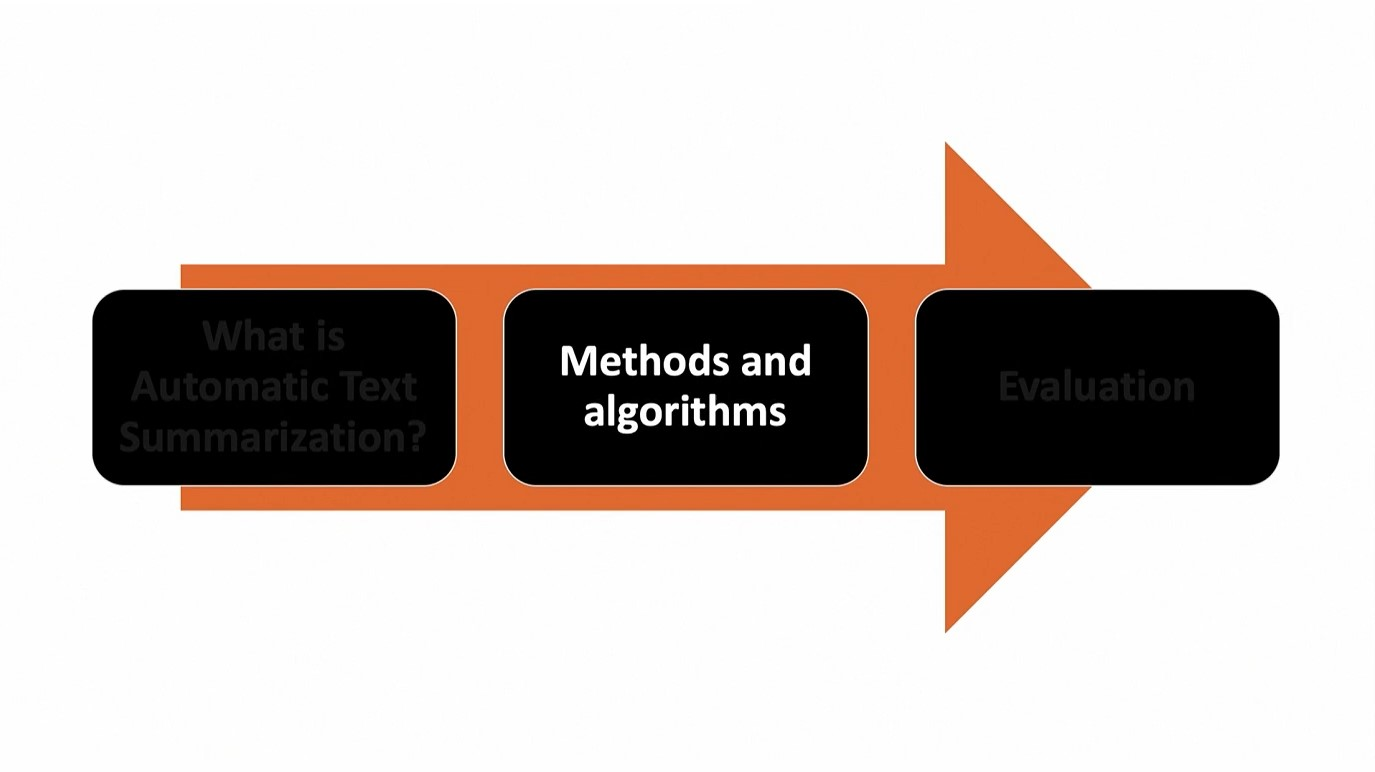 What is
Automatic Text
Summarization?
Methods and
algorithms
Evaluation